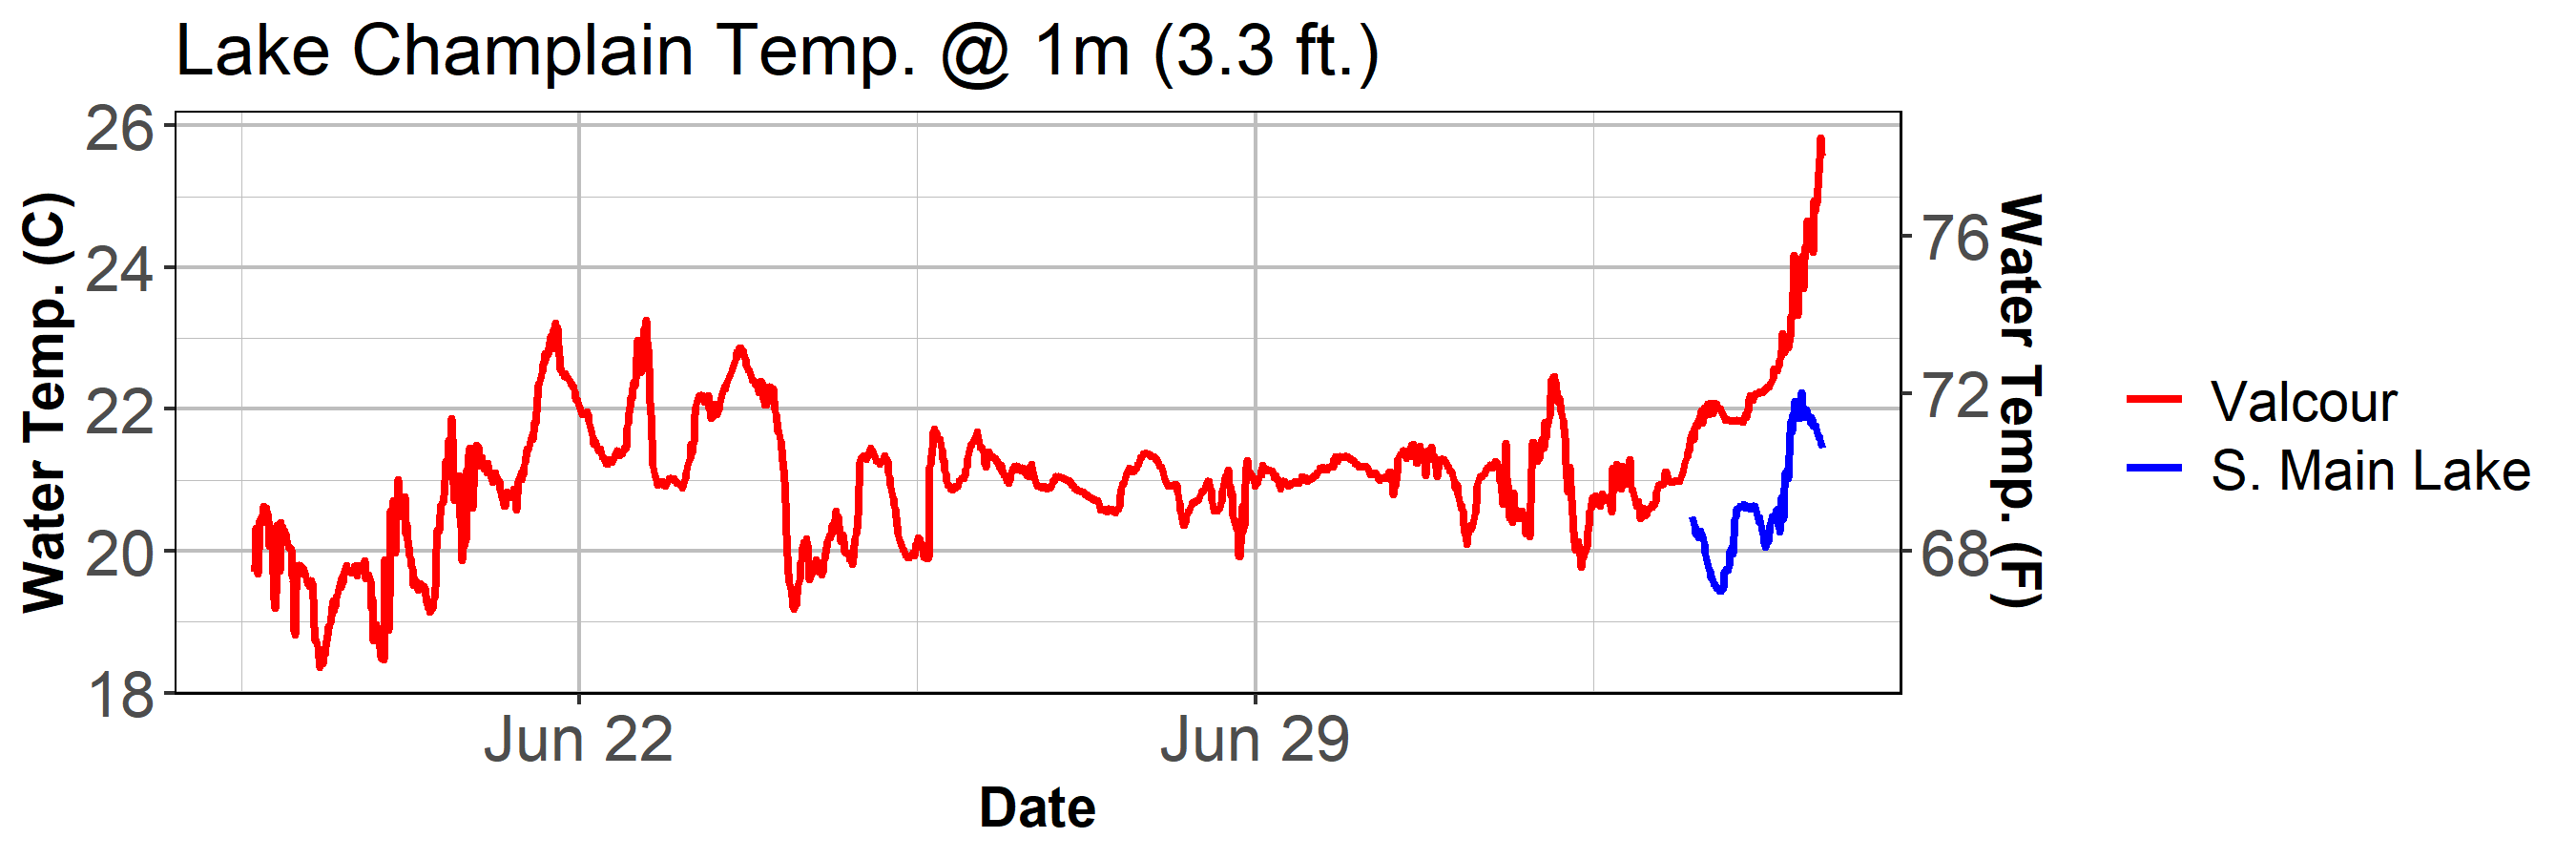 Lake Champlain Temp. @ 1m (3.3 ft.)
Water Temp. (C)
26
24
22
20
18
76
72
68
Water Temp. (F)
Jun 22
Jun 29
Date
Valcour
S. Main Lake